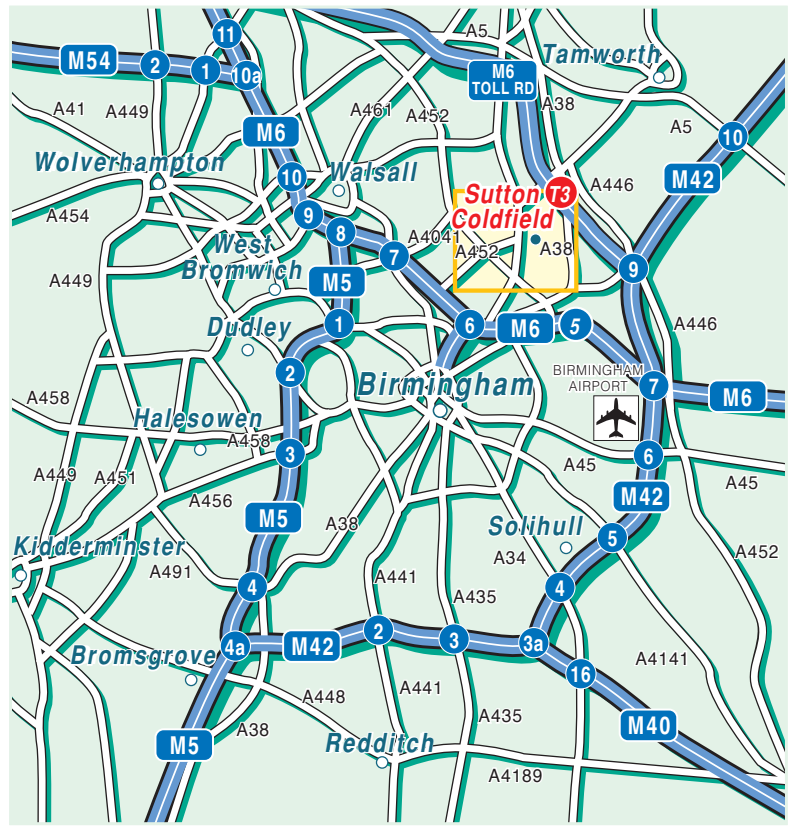 11
A5
Tamworth
M54
2
1
10a
M6
TOLL RD
A38
A41
A449
A461
A452
A5
M6
10
Wolverhampton
10
Walsall
M42
Sutton
T3
A446
Coldfield
A454
9
8
A4041
West
A452
A38
A449
7
Bromwich
9
M5
Dudley
1
6
M6
5
A446
2
BIRMINGHAM
AIRPORT
Birmingham
7
M6
A458
Halesowen
A458
3
6
A449
A451
A45
A45
A456
M42
M5
A38
Solihull
5
Kidderminster
A34
A452
A491
A441
4
4
A435
2
3
3a
4a
M42
Bromsgrove
A4141
16
A448
A441
A435
M40
A38
M5
Redditch
A4189